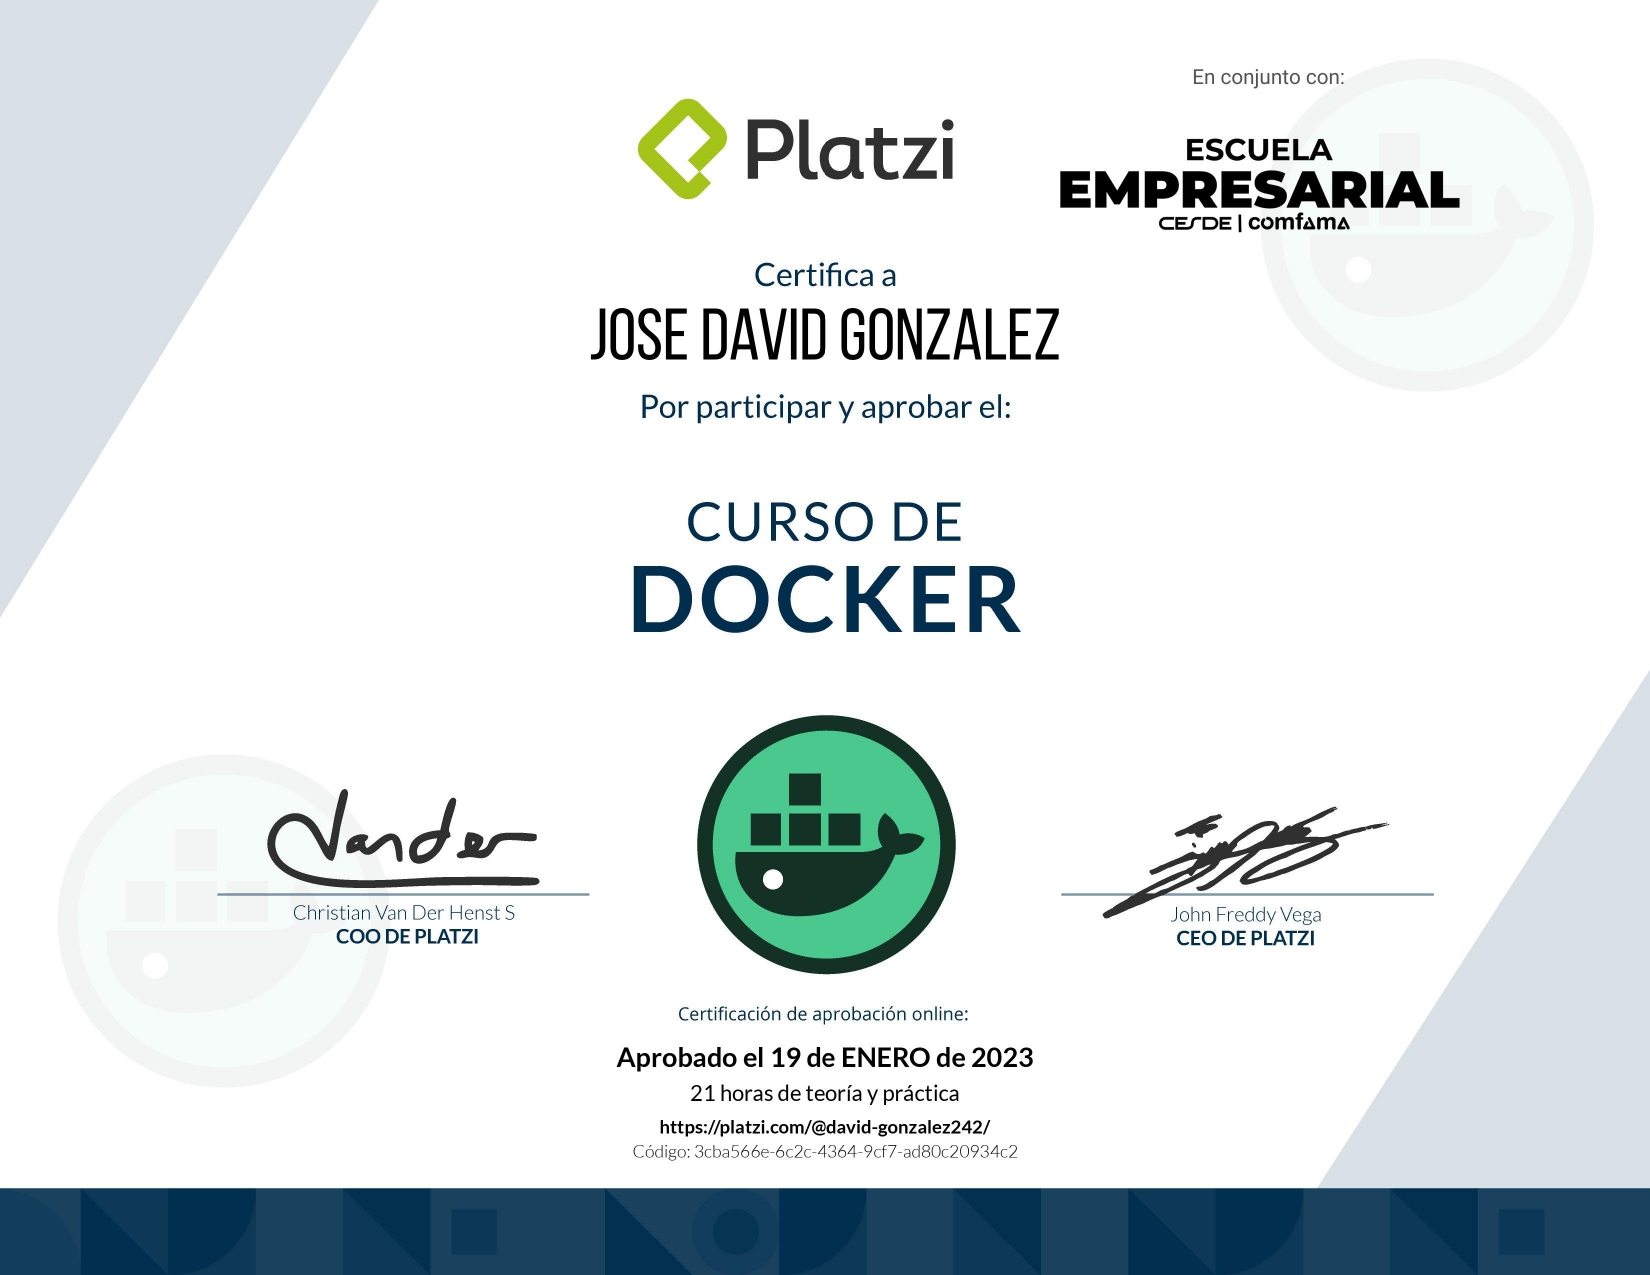 Platzi
En conjunto con:
ESCUELA
EMPRESARIAL
CESDE | comfama
Certifica a
JOSE DAVID GONZALEZ
Por participar y aprobar el:
CURSO DE
DOCKER
Vander
Christian Van Der Henst S
COO DE PLATZI
John Freddy Vega
CEO DE PLATZI
Certificación de aprobación online:
Aprobado el 19 de ENERO de 2023
21 horas de teoría y práctica
https://platzi.com/@david-gonzalez242/
Código: 3cba566e-6c2c-4364-9cf7-ad80c20934c2